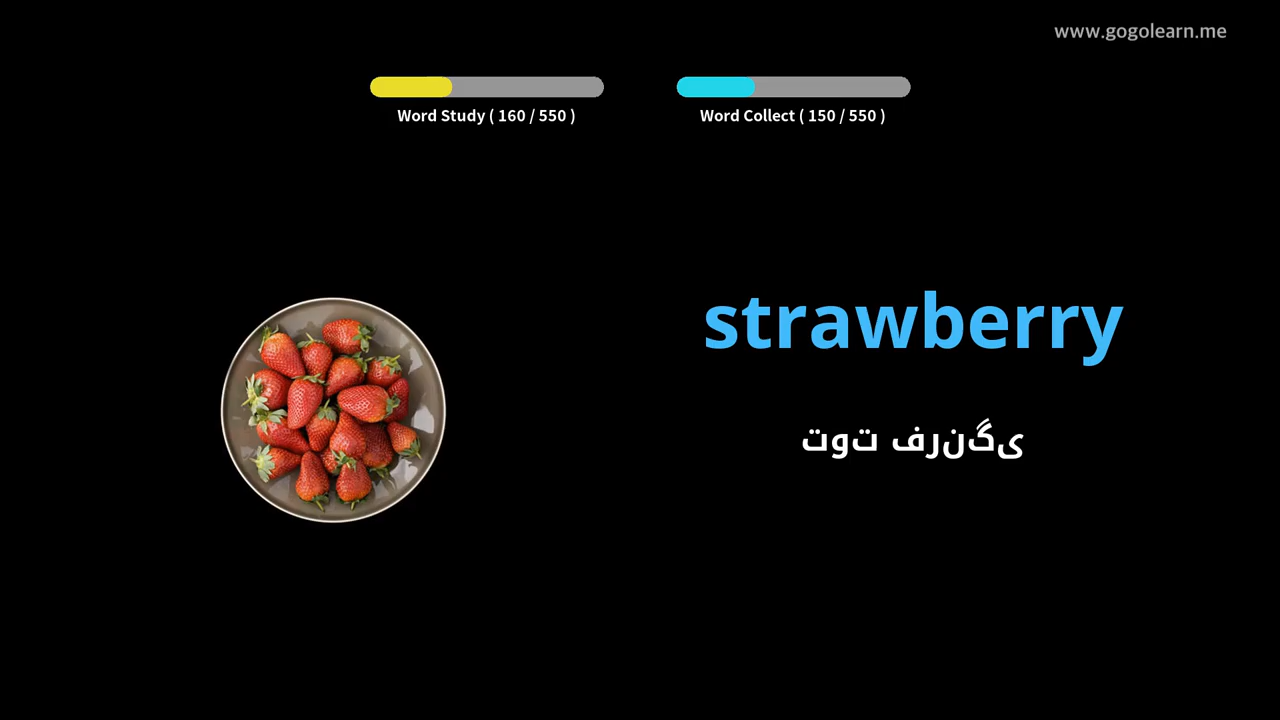 www.gogolearn.me
Word Study ( 160 / 550 )
Word Collect ( 150 / 550 )
strawberry
توت فرنگی